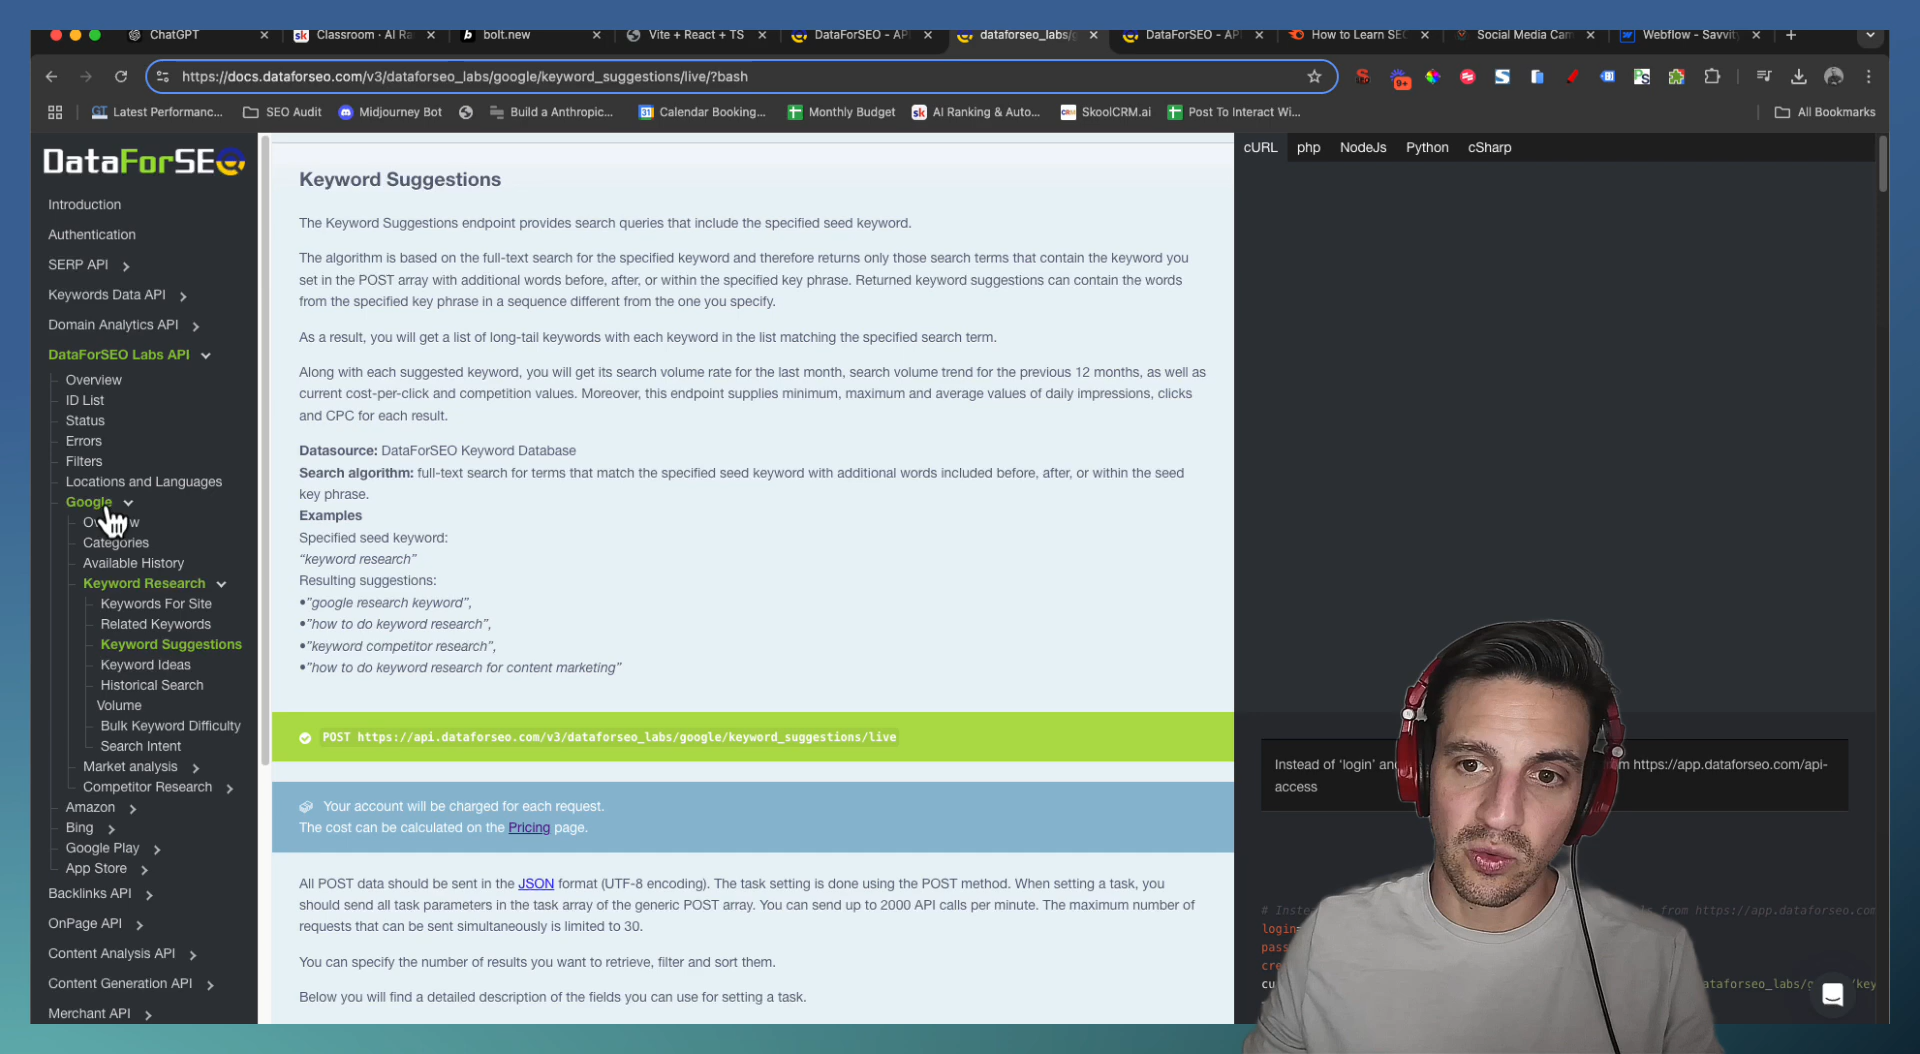 ChatGPT
Classroom · AI Ra
bolt.new
Vite + React + TS
DataForSEO - API
dataforseo_labs/g
DataForSEO - API
How to Learn SEO
Social Media Cam
Webflow - Savvit
https://docs.dataforseo.com/v3/dataforseo_labs/google/keyword_suggestions/live/?bash
9+
Latest Performanc...
SEO Audit
Midjourney Bot
Build a Anthropic...
Calendar Booking...
Monthly Budget
AI Ranking & Auto...
SkoolCRM.ai
Post To Interact Wi...
All Bookmarks
DataForSEO
Introduction
Authentication
SERP API
Keywords Data API
Domain Analytics API
DataForSEO Labs API
Overview
ID List
Status
Errors
Filters
Locations and Languages
Google
Categories
Available History
Keyword Research
Keywords For Site
Related Keywords
Keyword Suggestions
Keyword Ideas
Historical Search
Volume
Bulk Keyword Difficulty
Search Intent
Market analysis
Competitor Research
Amazon
Bing
Google Play
App Store
Backlinks API
OnPage API
Content Analysis API
Content Generation API
Merchant API
Keyword Suggestions
The Keyword Suggestions endpoint provides search queries that include the specified seed keyword.
The algorithm is based on the full-text search for the specified keyword and therefore returns only those search terms that contain the keyword you
set in the POST array with additional words before, after, or within the specified key phrase. Returned keyword suggestions can contain the words
from the specified key phrase in a sequence different from the one you specify.
As a result, you will get a list of long-tail keywords with each keyword in the list matching the specified search term.
Along with each suggested keyword, you will get its search volume rate for the last month, search volume trend for the previous 12 months, as well as
current cost-per-click and competition values. Moreover, this endpoint supplies minimum, maximum and average values of daily impressions, clicks
and CPC for each result.
Datasource: DataForSEO Keyword Database
Search algorithm: full-text search for terms that match the specified seed keyword with additional words included before, after, or within the seed
key phrase.
Examples
Specified seed keyword:
“keyword research”
Resulting suggestions:
•”google research keyword”,
•”how to do keyword research”,
•”keyword competitor research”,
•”how to do keyword research for content marketing”
POST https://api.dataforseo.com/v3/dataforseo_labs/google/keyword_suggestions/live
Your account will be charged for each request.
The cost can be calculated on the Pricing page.
All POST data should be sent in the JSON format (UTF-8 encoding). The task setting is done using the POST method. When setting a task, you
should send all task parameters in the task array of the generic POST array. You can send up to 2000 API calls per minute. The maximum number of
requests that can be sent simultaneously is limited to 30.
You can specify the number of results you want to retrieve, filter and sort them.
Below you will find a detailed description of the fields you can use for setting a task.
cURL php NodeJs Python cSharp
Instead of ‘login’ and m https://app.dataforseo.com/api-
access
# Inste s from https://app.dataforseo.com
login=
pass
cre
cu ataforseo_labs/g /key